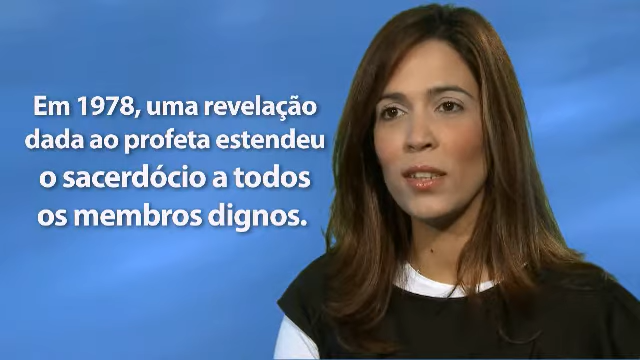 Em 1978, uma revelação
dada ao profeta estendeu
o sacerdócio a todos
os membros dignos.